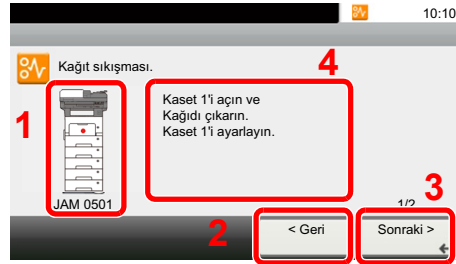 10:10
Kağıt sıkışması.
4
1
Kaset 1'i açın ve
Kağıdı çıkarın.
Kaset 1'i ayarlayın.
JAM 0501
1/2
3
2
< Geri
Sonraki >